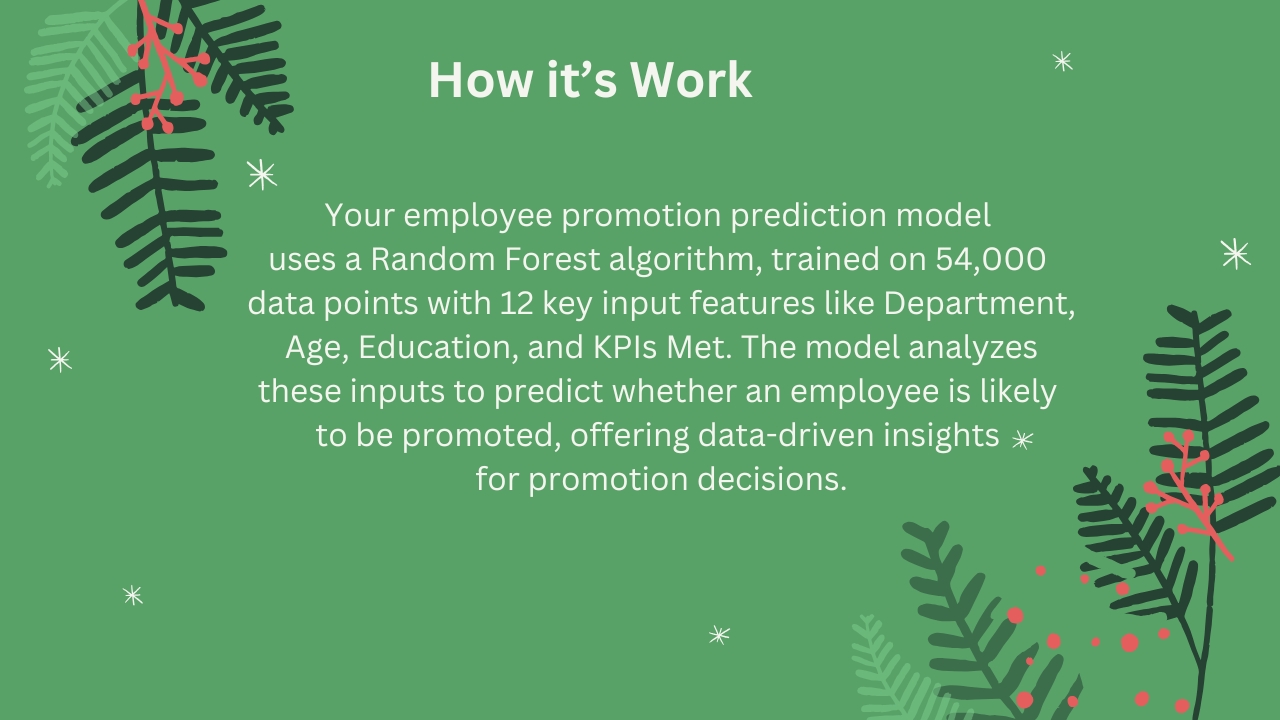 How it’s Work
Your employee promotion prediction model
uses a Random Forest algorithm, trained on 54,000
data points with 12 key input features like Department,
Age, Education, and KPIs Met. The model analyzes
these inputs to predict whether an employee is likely
to be promoted, offering data-driven insights
for promotion decisions.